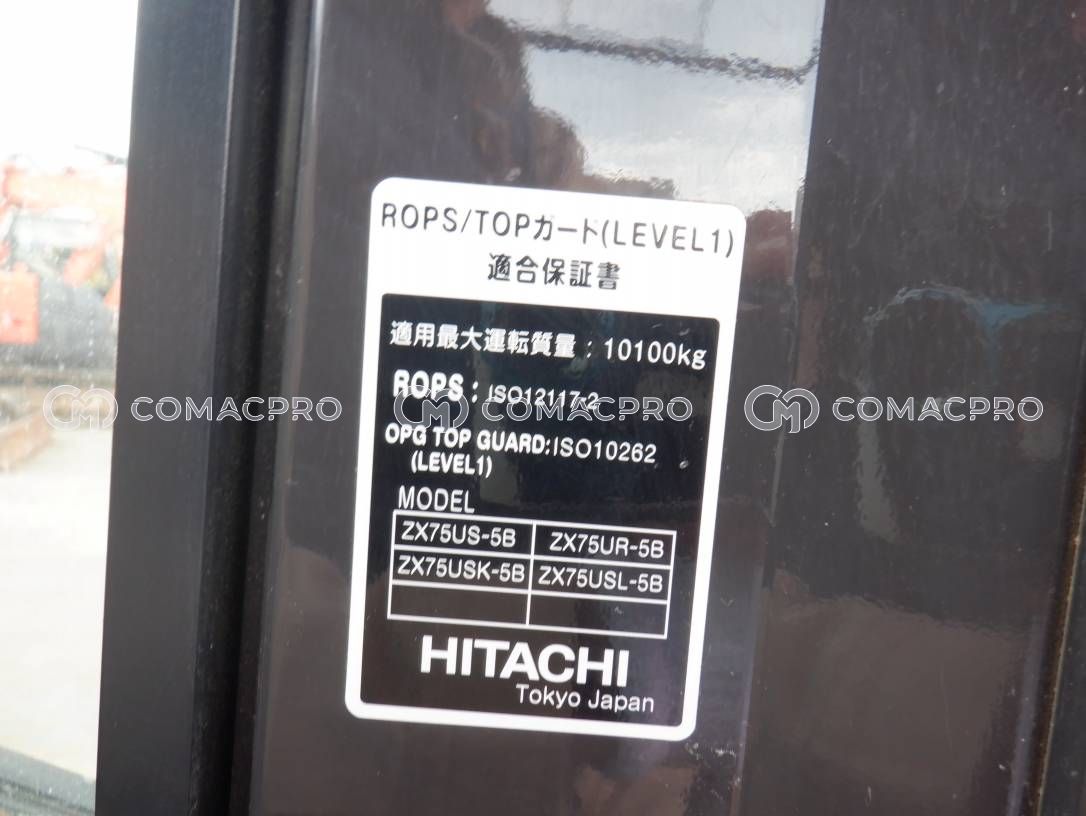 ROPS/TOPガード(LEVEL1)
適合保証書
適用最大運転質量：10100kg
ROPS：ISO12117-2
COMACPRO COMACPRO COMACPRO
OPG TOP GUARD:ISO10262
(LEVEL1)
MODEL
ZX75US-5B ZX75UR-5B
ZX75USK-5B ZX75USL-5B
HITACHI
Tokyo Japan